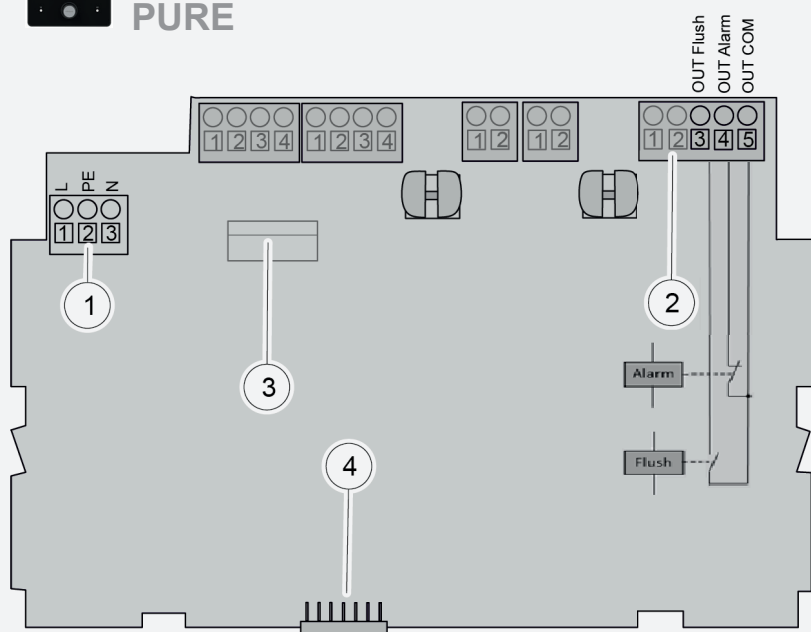 PURE
OUT Flush
OUT Alarm
OUT COM
1 2 3 4 1 2 3 4 1 2 1 2 1 2 3 4 5
L PE N
1 2 3
1
2
3
Alarm
4
Flush